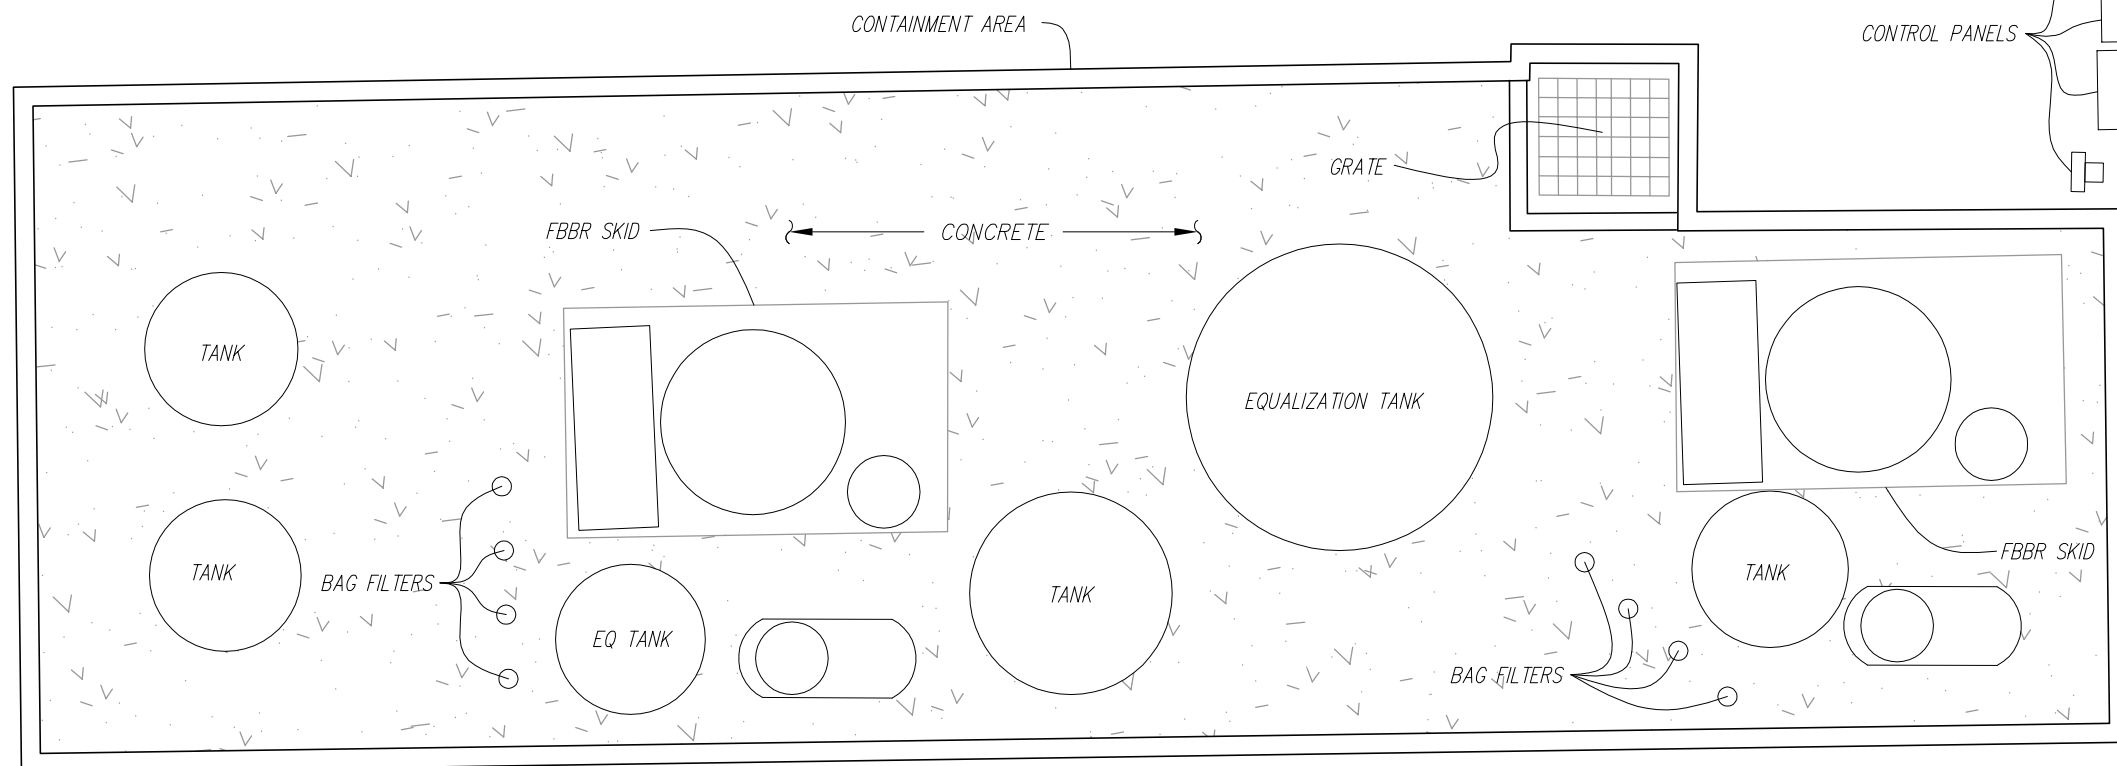 CONTAINMENT AREA
CONTROL PANELS
GRATE
FBBR SKID
CONCRETE
TANK
EQUALIZATION TANK
TANK
BAG FILTERS
EQ TANK
TANK
TANK
FBBR SKID
BAG FILTERS